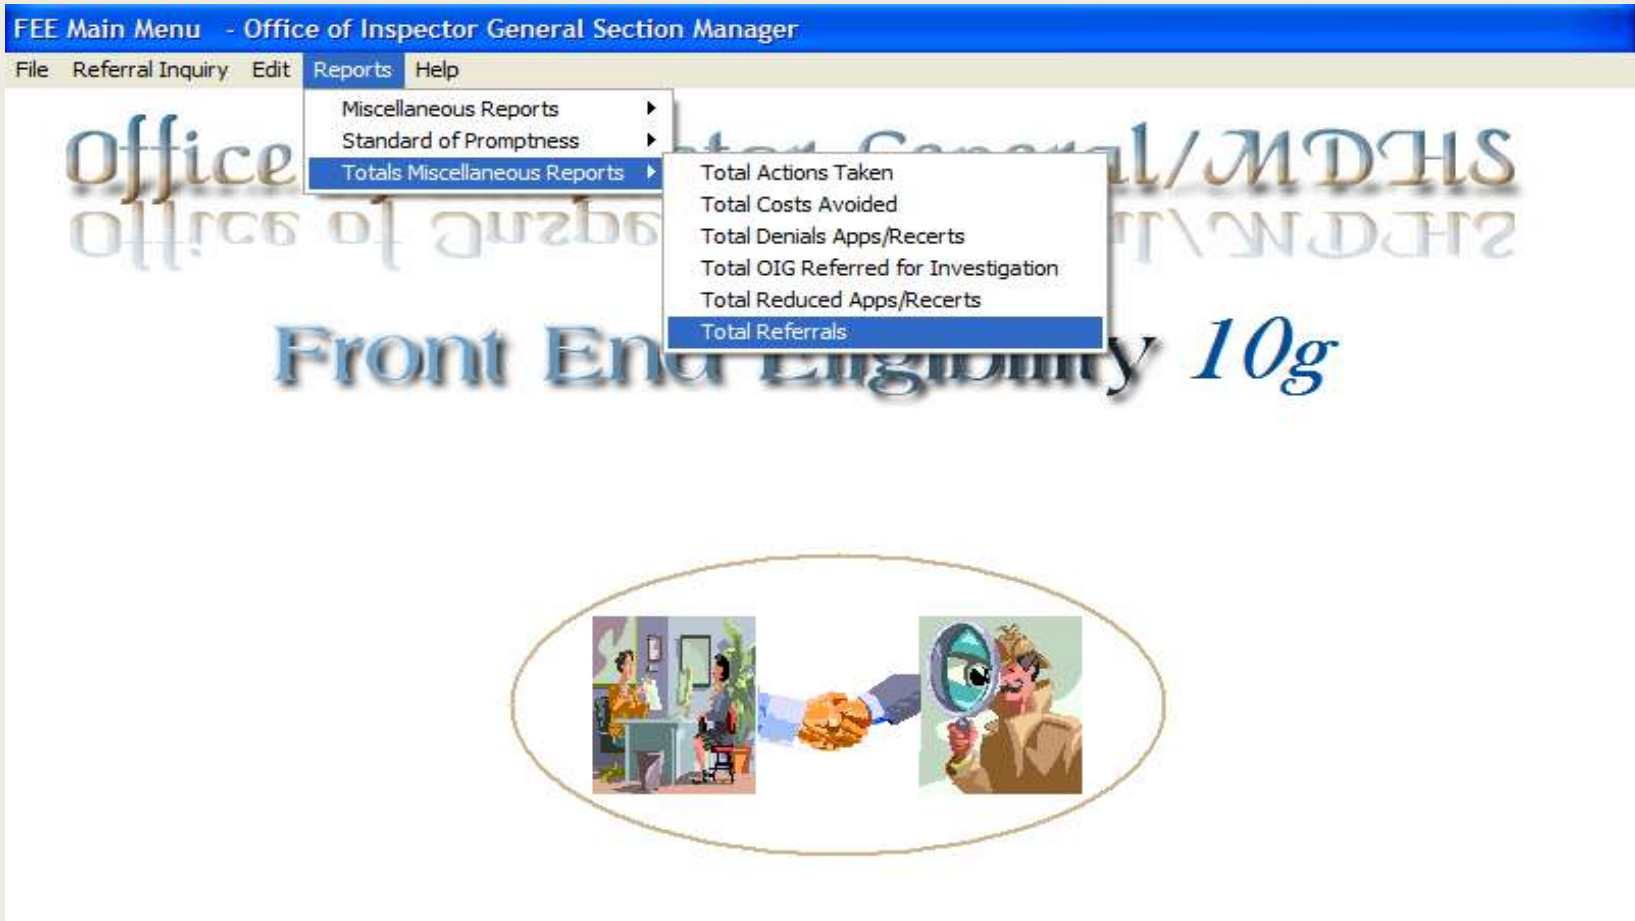 FEE Main Menu - Office of Inspector General Section Manager
File Referral Inquiry Edit Reports Help
Miscellaneous Reports
Standard of Promptness
Totals Miscellaneous Reports
Total Actions Taken
Total Costs Avoided
Total Denials Apps/Recerts
Total OIG Referred for Investigation
Total Reduced Apps/Recerts
Total Referrals
Office General/MDHS
Front End Eligibility 10g